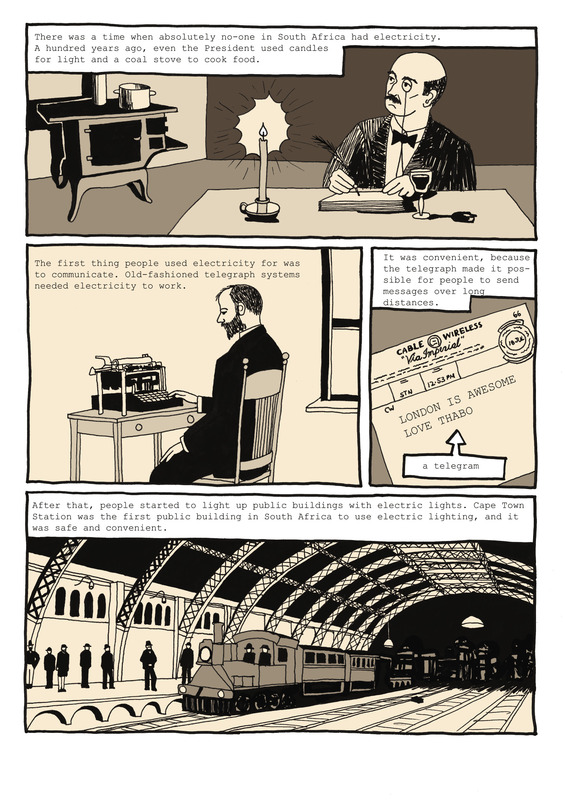 There was a time when absolutely no-one in South Africa had electricity.
A hundred years ago, even the President used candles
for light and a coal stove to cook food.
The first thing people used electricity for was
to communicate. Old-fashioned telegraph systems
needed electricity to work.
It was convenient, because
the telegraph made it pos-
sible for people to send
messages over long
distances.
66
CABLE WIRELESS
"Via Imperial"
STN 12:53 PM
CW
LONDON IS AWESOME
LOVE THABO
a telegram
After that, people started to light up public buildings with electric lights. Cape Town
Station was the first public building in South Africa to use electric lighting, and it
was safe and convenient.